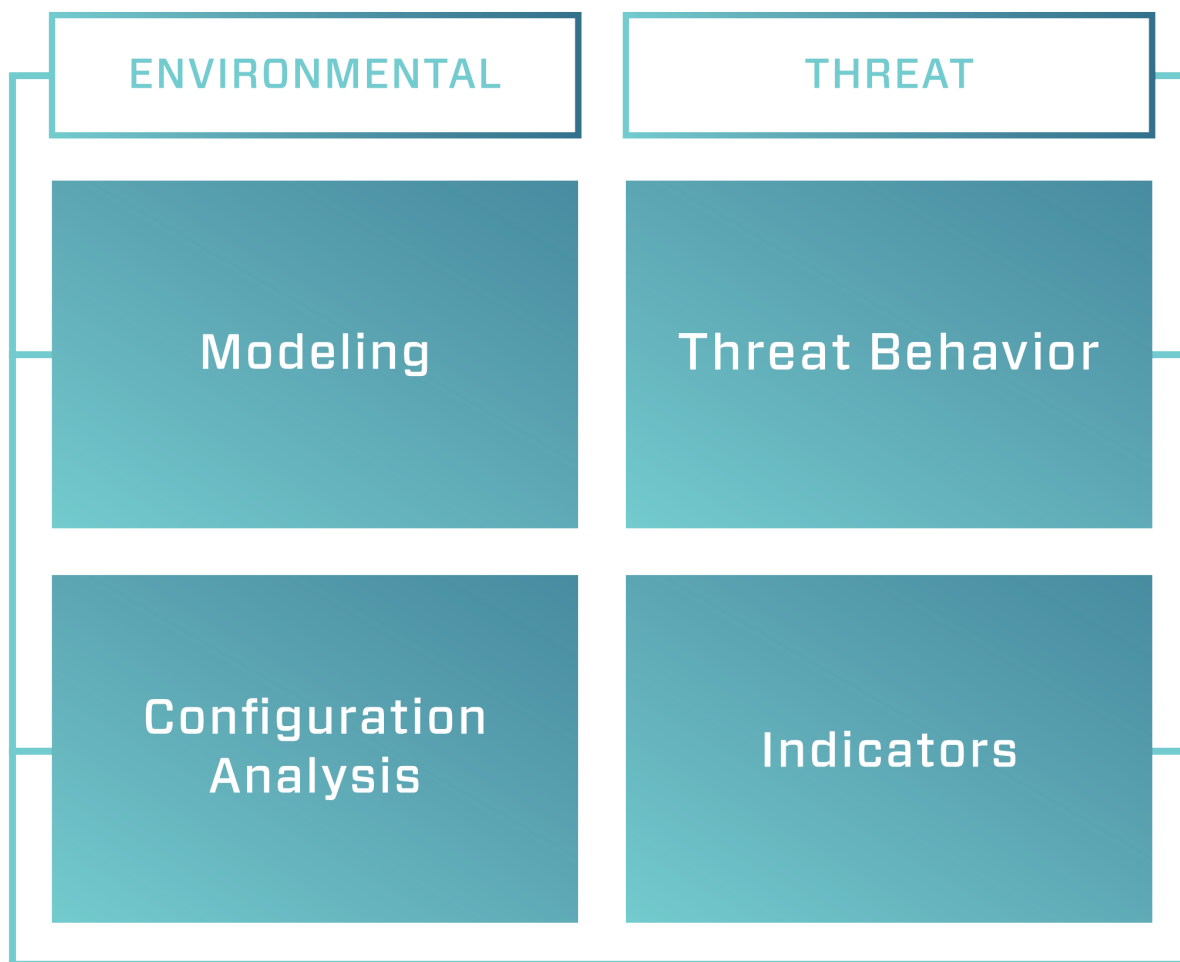 ENVIRONMENTAL
THREAT
Modeling
Threat Behavior
Configuration
Analysis
Indicators